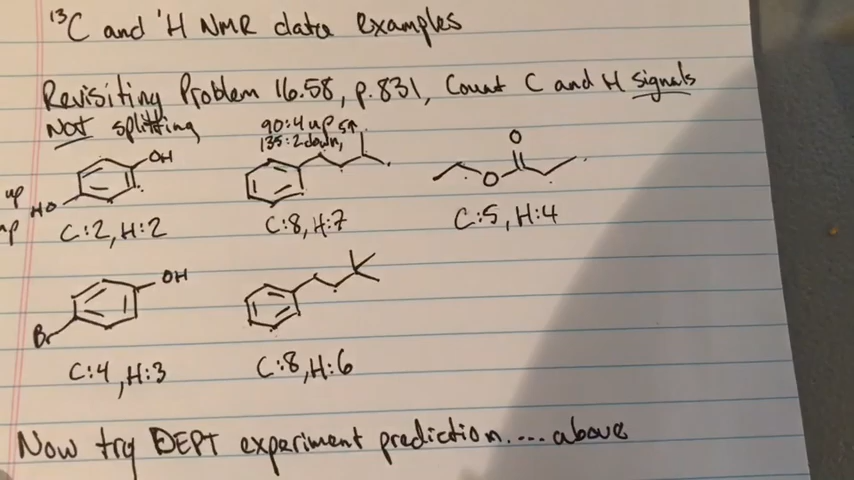 ¹³C and ¹H NMR data examples
Revisiting Problem 16.58, p.831, Count C and H signals
NOT splitting
90:4 up
135:2 down, 5↑
OH
O
up
HO
O
up
C:2, H:2
C:8, H:7
C:5, H:4
OH
Br
C:4, H:3
C:8, H:6
Now try DEPT experiment prediction.... above